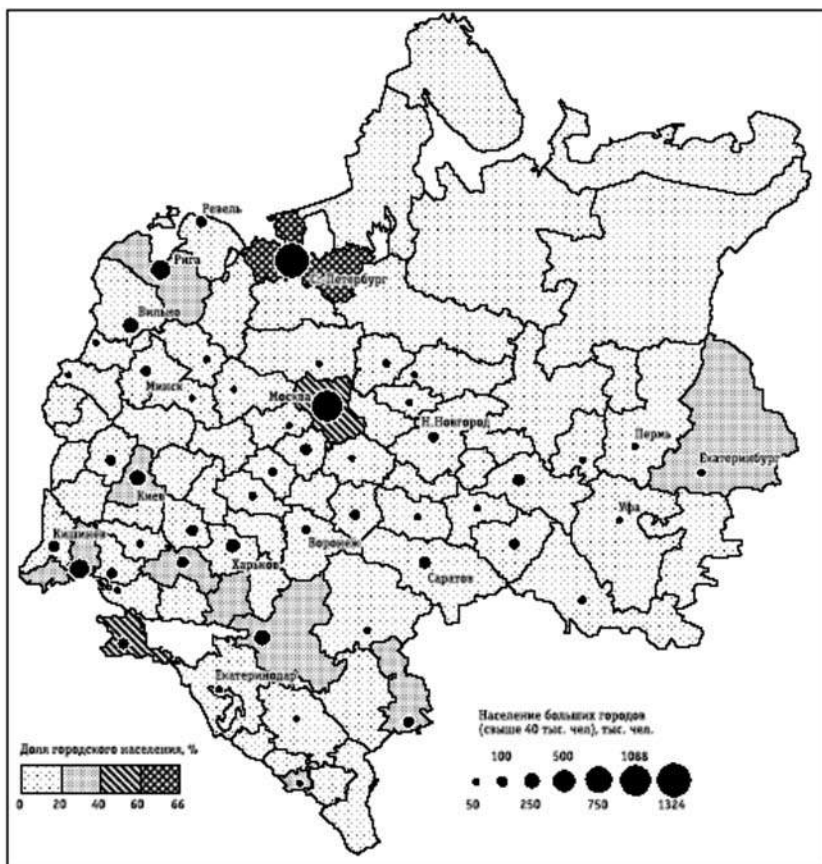 Ревель
Рига
С.-Петербург
Вильно
Минск
Москва
Н.Новгород
Пермь
Екатеринбург
Киев
Уфа
Кишинев
Харьков
Воронеж
Саратов
Екатеринодар
Население больших городов
(свыше 40 тыс. чел), тыс. чел.
100 500 1088
50 250 750 1324
Доля городского населения, %
0 20 40 60 66